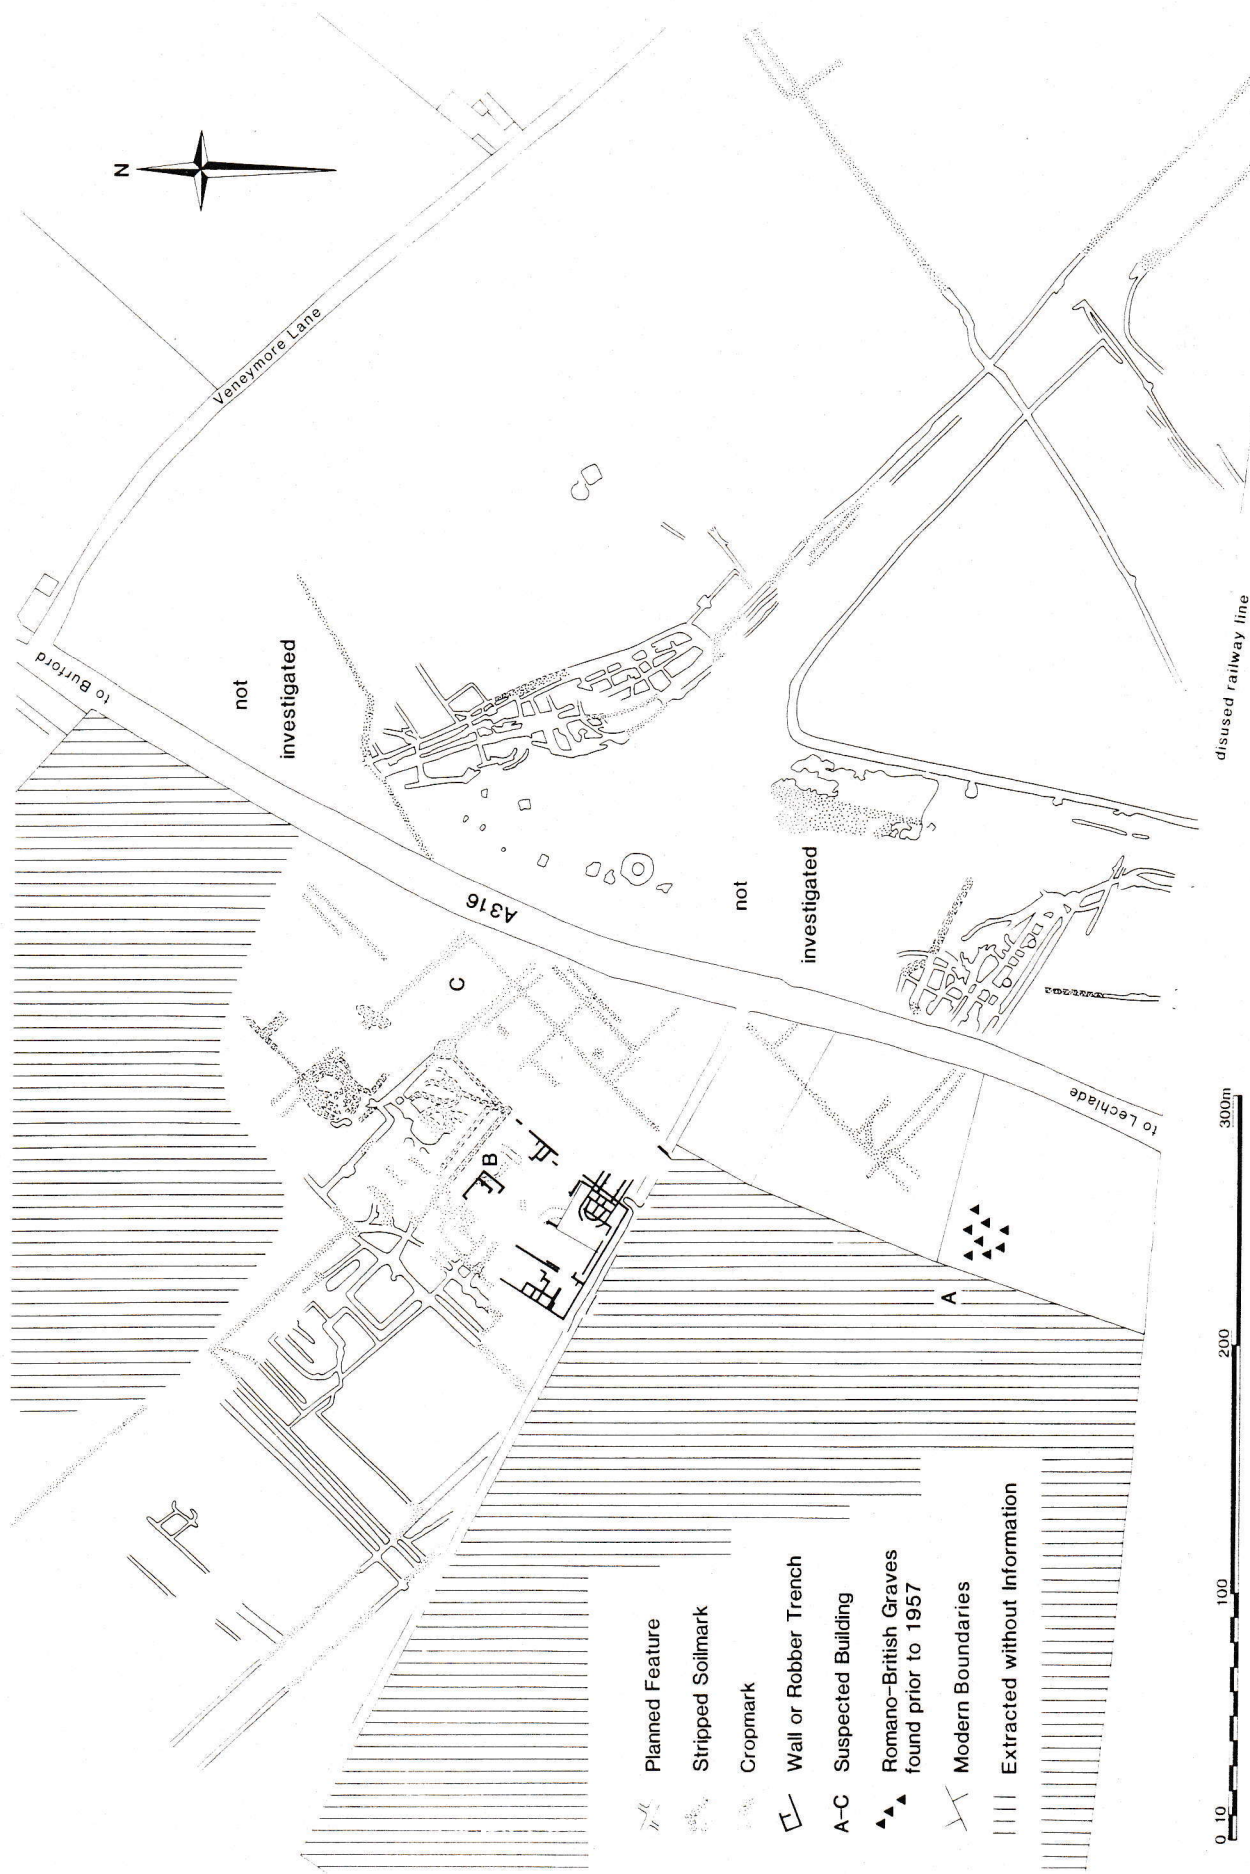 N
Veneymore Lane
to Burford
not
investigated
A316
C
not
investigated
B
to Lechlade
A
disused railway line
Planned Feature
Stripped Soilmark
Cropmark
Wall or Robber Trench
A–C Suspected Building
Romano–British Graves
found prior to 1957
Modern Boundaries
Extracted without Information
0 10 100 200 300m